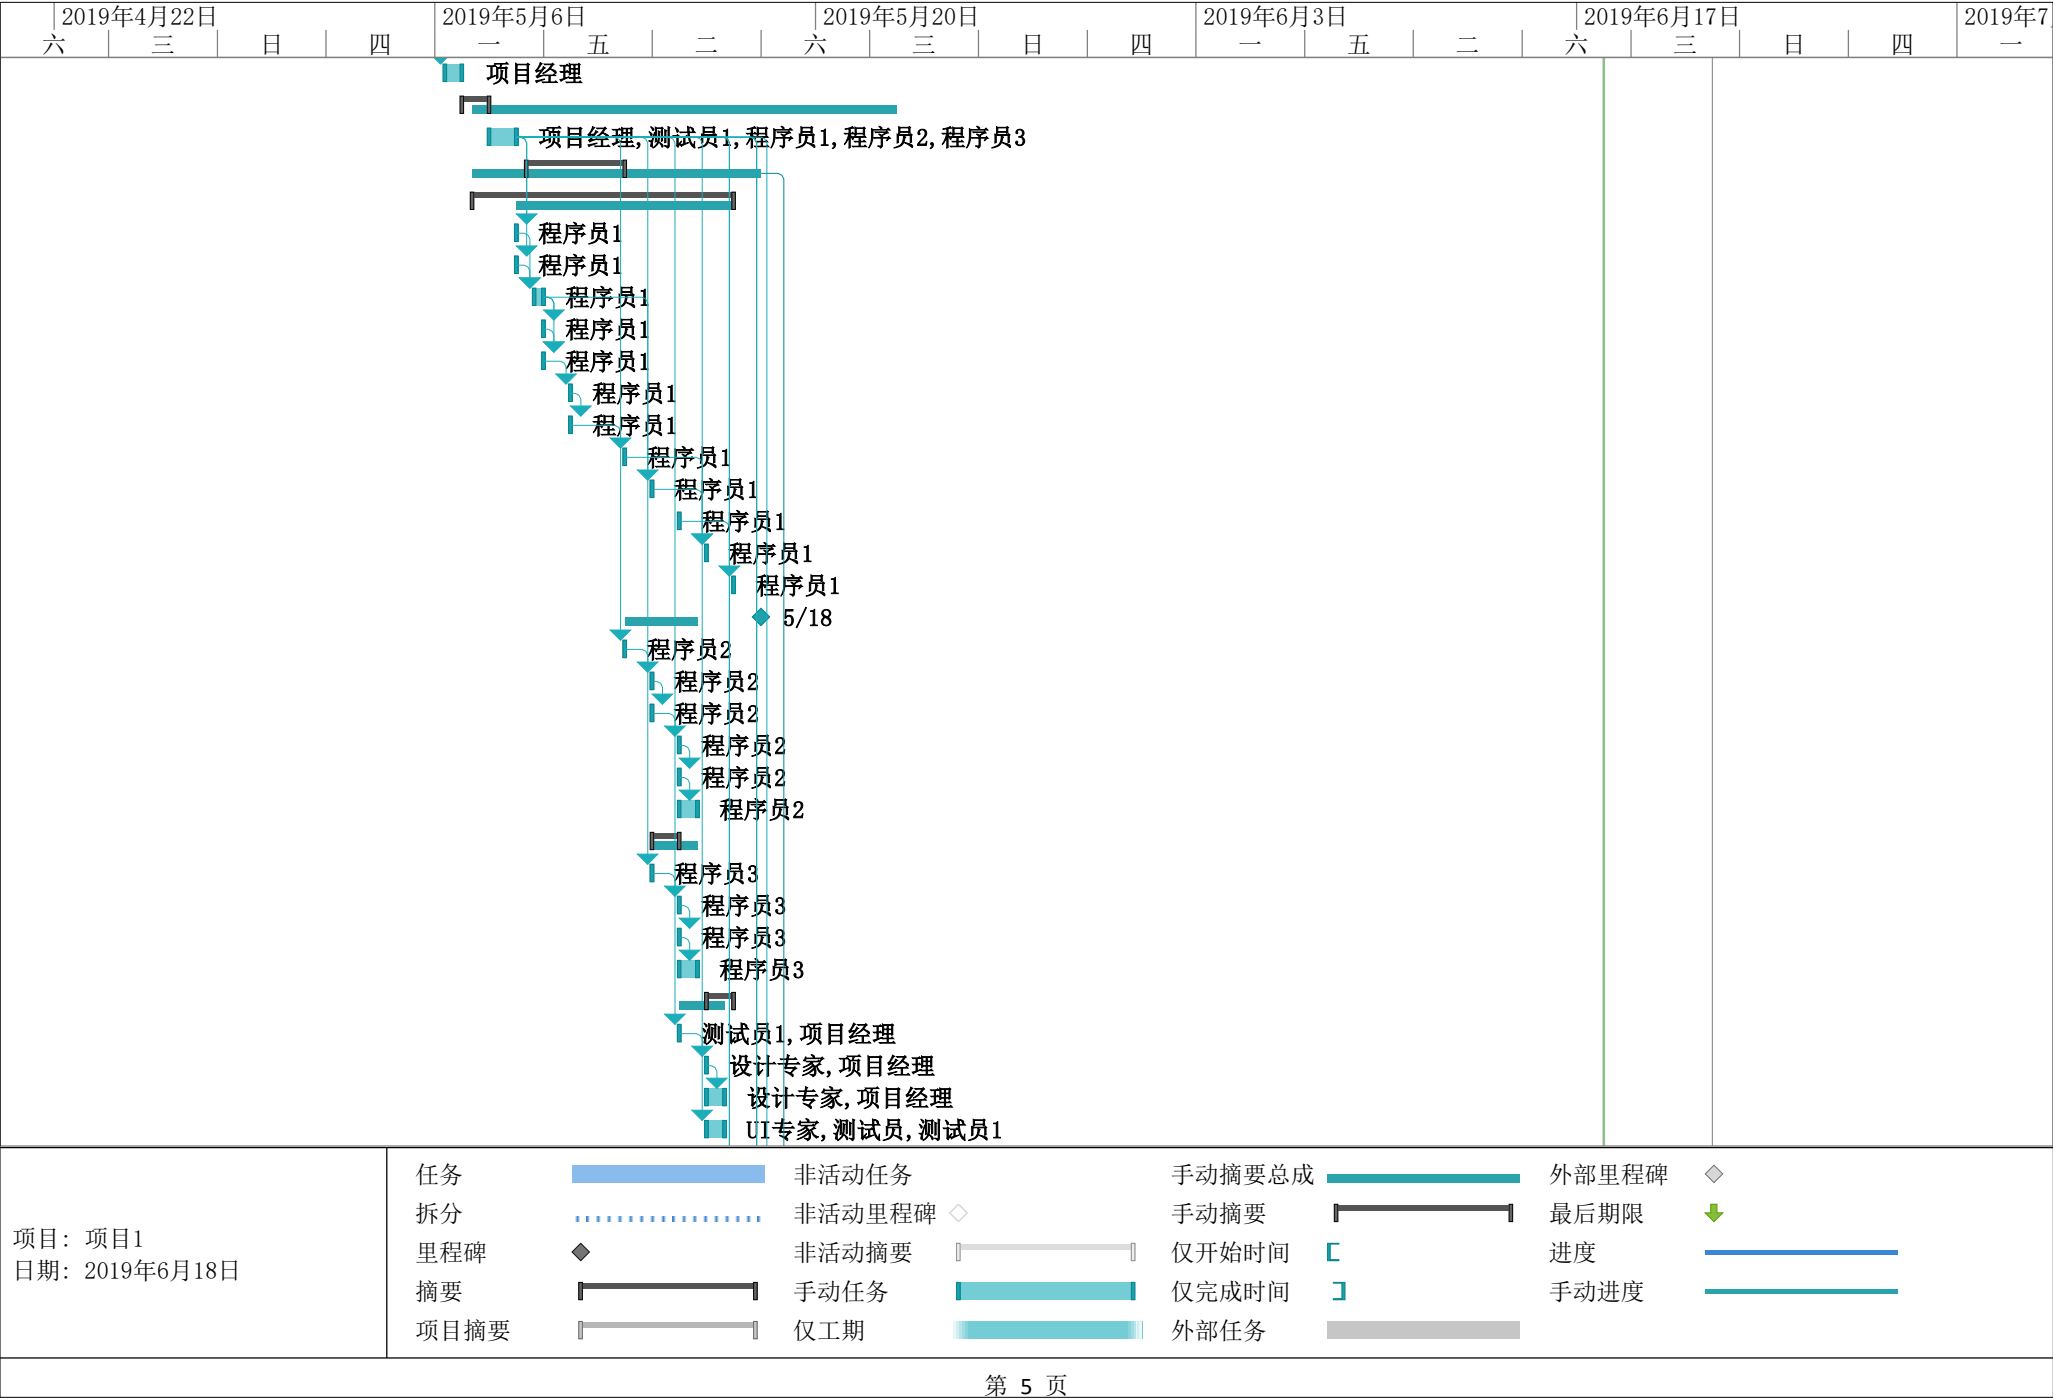 2019年4月22日 2019年5月6日 2019年5月20日 2019年6月3日 2019年6月17日 2019年7
六 三 日 四 一 五 二 六 三 日 四 一 五 二 六 三 日 四 一
项目经理
项目经理,测试员1,程序员1,程序员2,程序员3
程序员1
程序员1
程序员1
程序员1
程序员1
程序员1
程序员1
程序员1
程序员1
程序员1
程序员1
程序员1
5/18
程序员2
程序员2
程序员2
程序员2
程序员2
程序员2
程序员3
程序员3
程序员3
程序员3
测试员1,项目经理
设计专家,项目经理
设计专家,项目经理
UI专家,测试员,测试员1
项目: 项目1
日期: 2019年6月18日
任务 非活动任务 手动摘要总成 外部里程碑
拆分 非活动里程碑 手动摘要 最后期限
里程碑 非活动摘要 仅开始时间 进度
摘要 手动任务 仅完成时间 手动进度
项目摘要 仅工期 外部任务
第 5 页